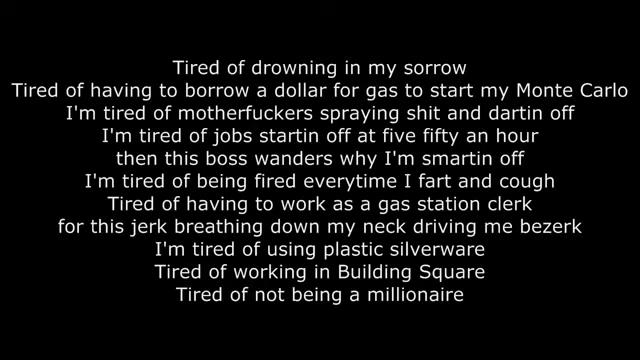 Tired of drowning in my sorrow
Tired of having to borrow a dollar for gas to start my Monte Carlo
I'm tired of motherfuckers spraying shit and dartin off
I'm tired of jobs startin off at five fifty an hour
then this boss wanders why I'm smartin off
I'm tired of being fired everytime I fart and cough
Tired of having to work as a gas station clerk
for this jerk breathing down my neck driving me bezerk
I'm tired of using plastic silverware
Tired of working in Building Square
Tired of not being a millionaire